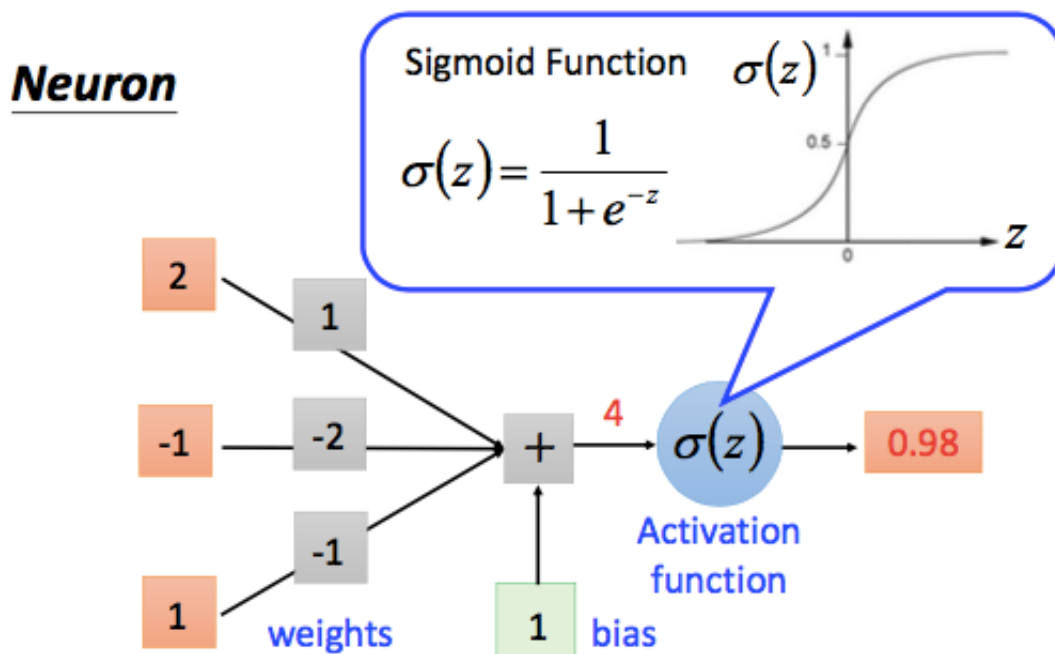 Neuron
Sigmoid Function
σ(z) = 1 / (1 + e^{-z})
σ(z)
1
0.5
0
z
2
1
-1
-2
+
4
σ(z)
0.98
-1
1
weights
1
bias
Activation
function